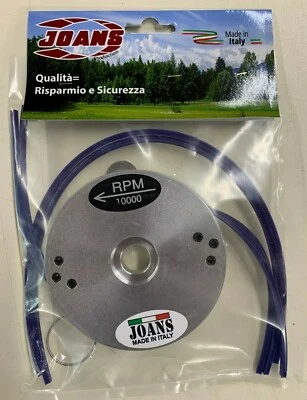 JOANS
Made in
Italy
Qualità=
Risparmio e Sicurezza
RPM
10000
JOANS
MADE IN ITALY